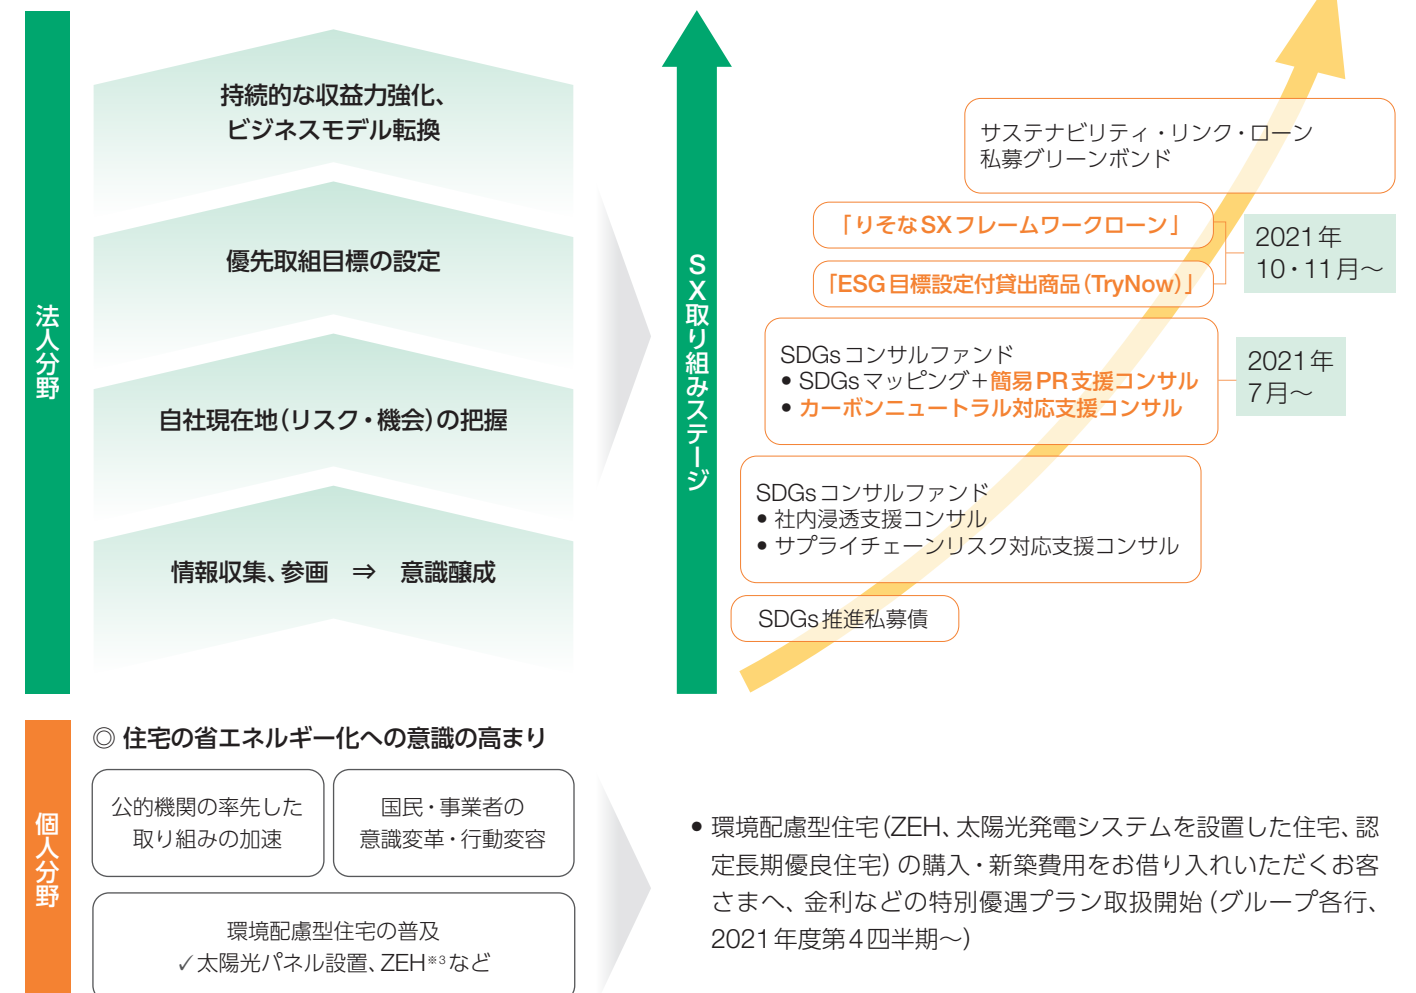 法人分野
持続的な収益力強化、
ビジネスモデル転換
優先取組目標の設定
自社現在地(リスク・機会)の把握
情報収集、参画 ⇒ 意識醸成
SX取り組みステージ
サステナビリティ・リンク・ローン
私募グリーンボンド
「りそなSXフレームワークローン」
「ESG目標設定付貸出商品(TryNow)」
2021年
10・11月～
SDGsコンサルファンド
• SDGsマッピング＋簡易PR支援コンサル
• カーボンニュートラル対応支援コンサル
2021年
7月～
SDGsコンサルファンド
• 社内浸透支援コンサル
• サプライチェーンリスク対応支援コンサル
SDGs推進私募債
個人分野
◎ 住宅の省エネルギー化への意識の高まり
公的機関の率先した
取り組みの加速
国民・事業者の
意識変革・行動変容
環境配慮型住宅の普及
✓太陽光パネル設置、ZEH※3など
• 環境配慮型住宅(ZEH、太陽光発電システムを設置した住宅、認
定長期優良住宅)の購入・新築費用をお借り入れいただくお客
さまへ、金利などの特別優遇プラン取扱開始(グループ各行、
2021年度第4四半期～)